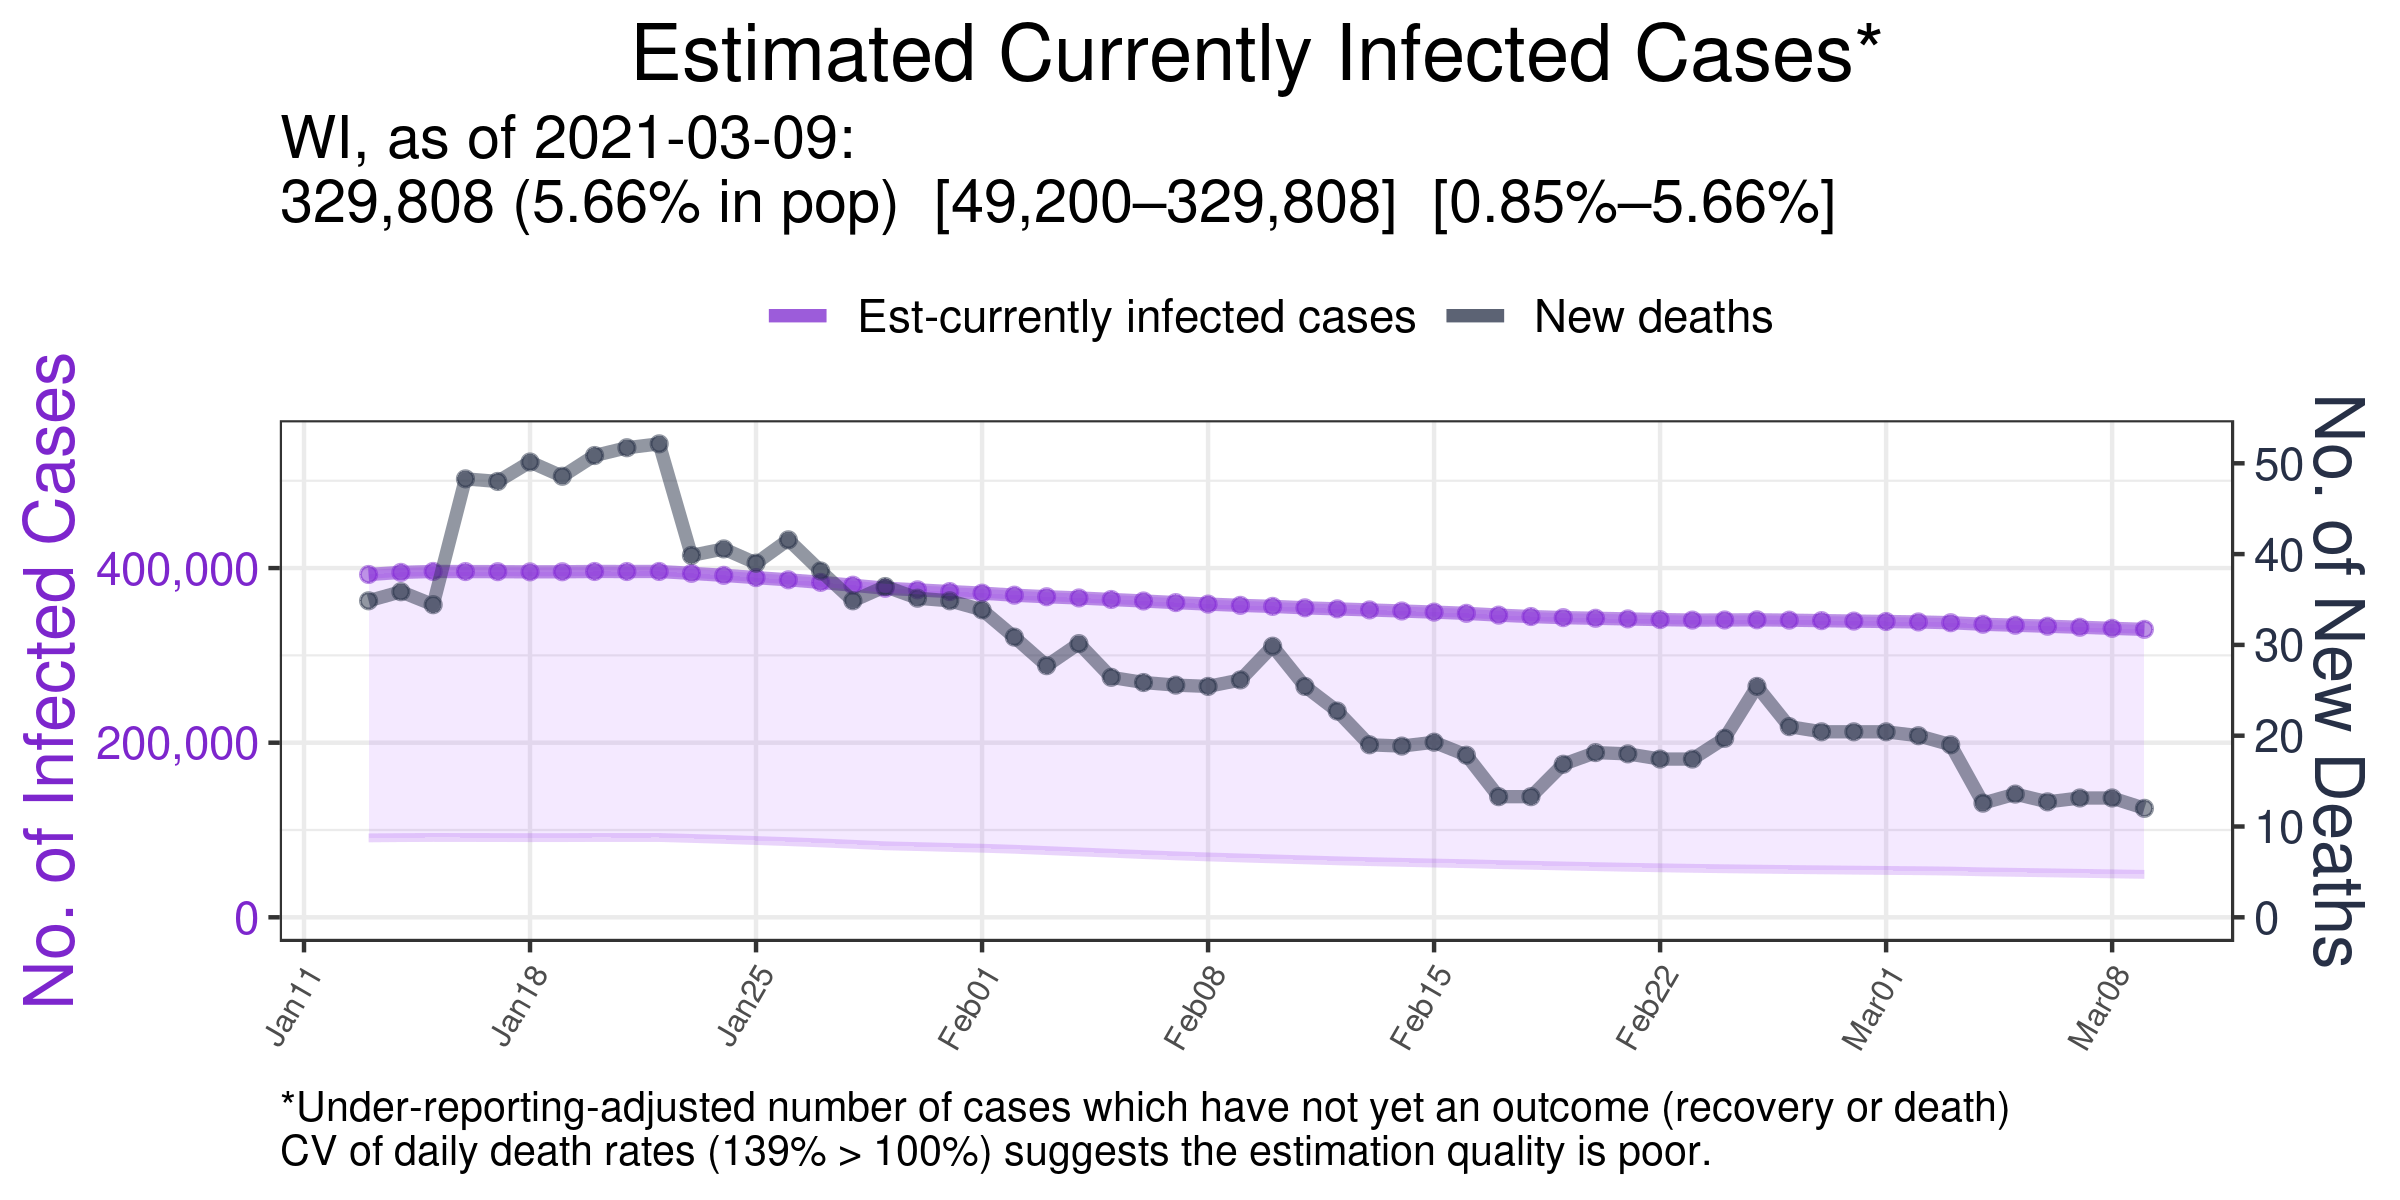 Estimated Currently Infected Cases*
WI, as of 2021-03-09:
329,808 (5.66% in pop)  [49,200–329,808]  [0.85%–5.66%]
Est-currently infected cases
New deaths
No. of Infected Cases
400,000
200,000
0
50
40
30
20
10
0
No. of New Deaths
Jan11
Jan18
Jan25
Feb01
Feb08
Feb15
Feb22
Mar01
Mar08
*Under-reporting-adjusted number of cases which have not yet an outcome (recovery or death)
CV of daily death rates (139% > 100%) suggests the estimation quality is poor.